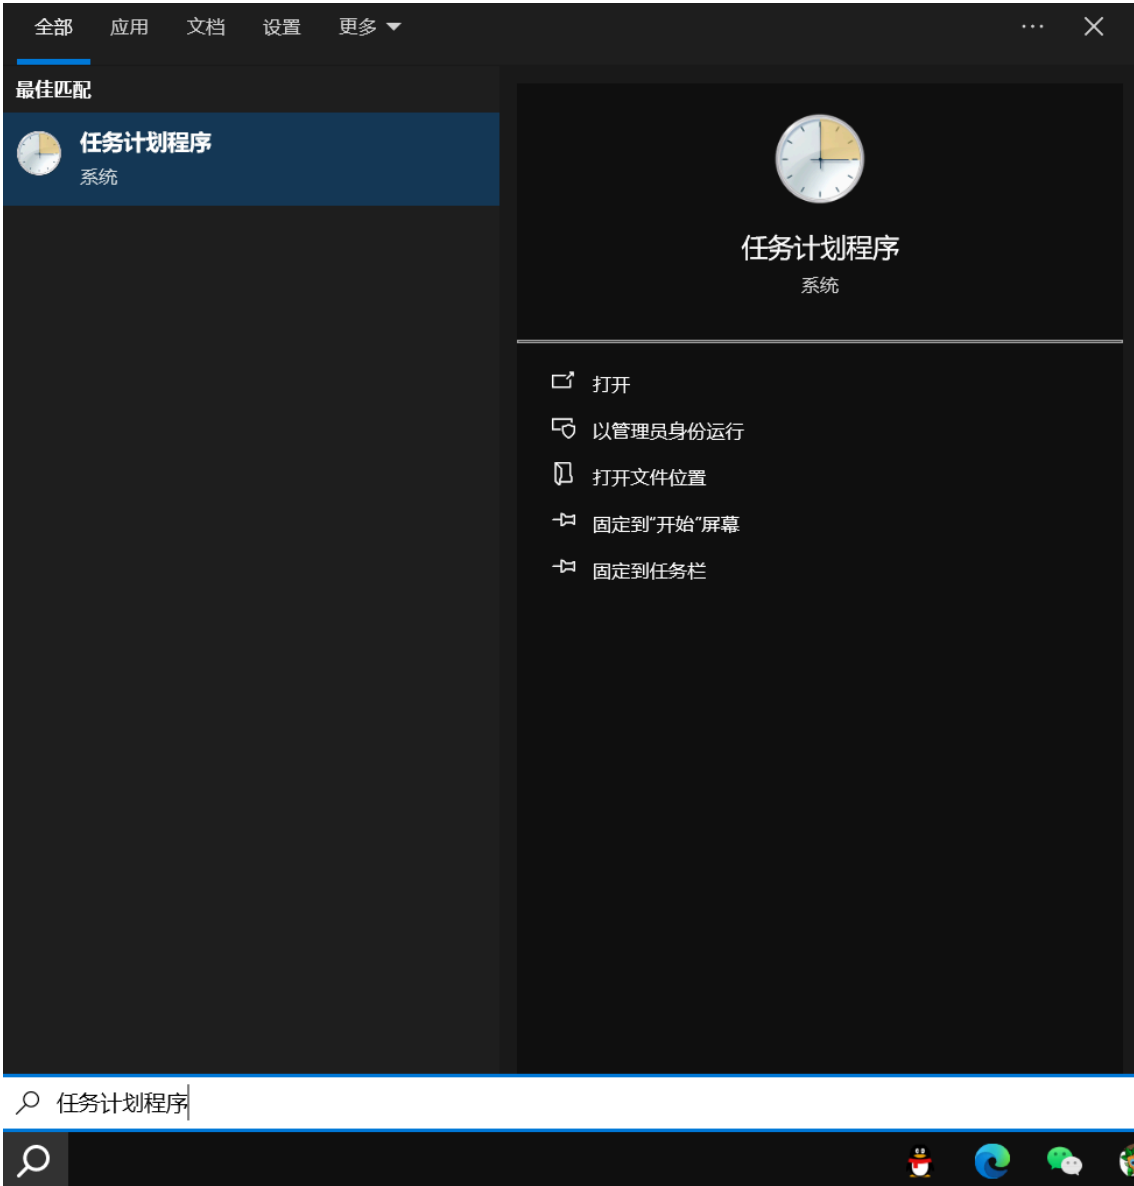 全部 应用 文档 设置 更多
最佳匹配
任务计划程序
系统
任务计划程序
系统
打开
以管理员身份运行
打开文件位置
固定到"开始"屏幕
固定到任务栏
任务计划程序